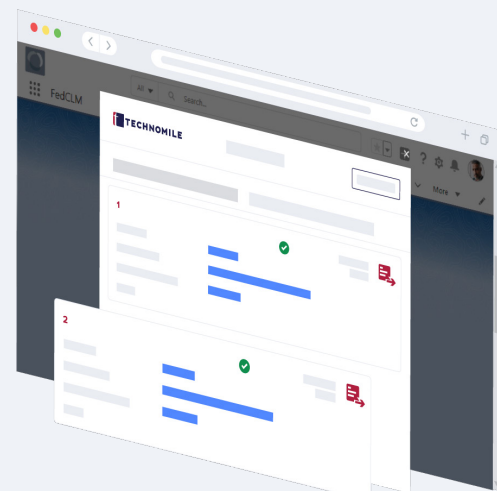 FedCLM
All
Search...
More
TECHNOMILE
1
2